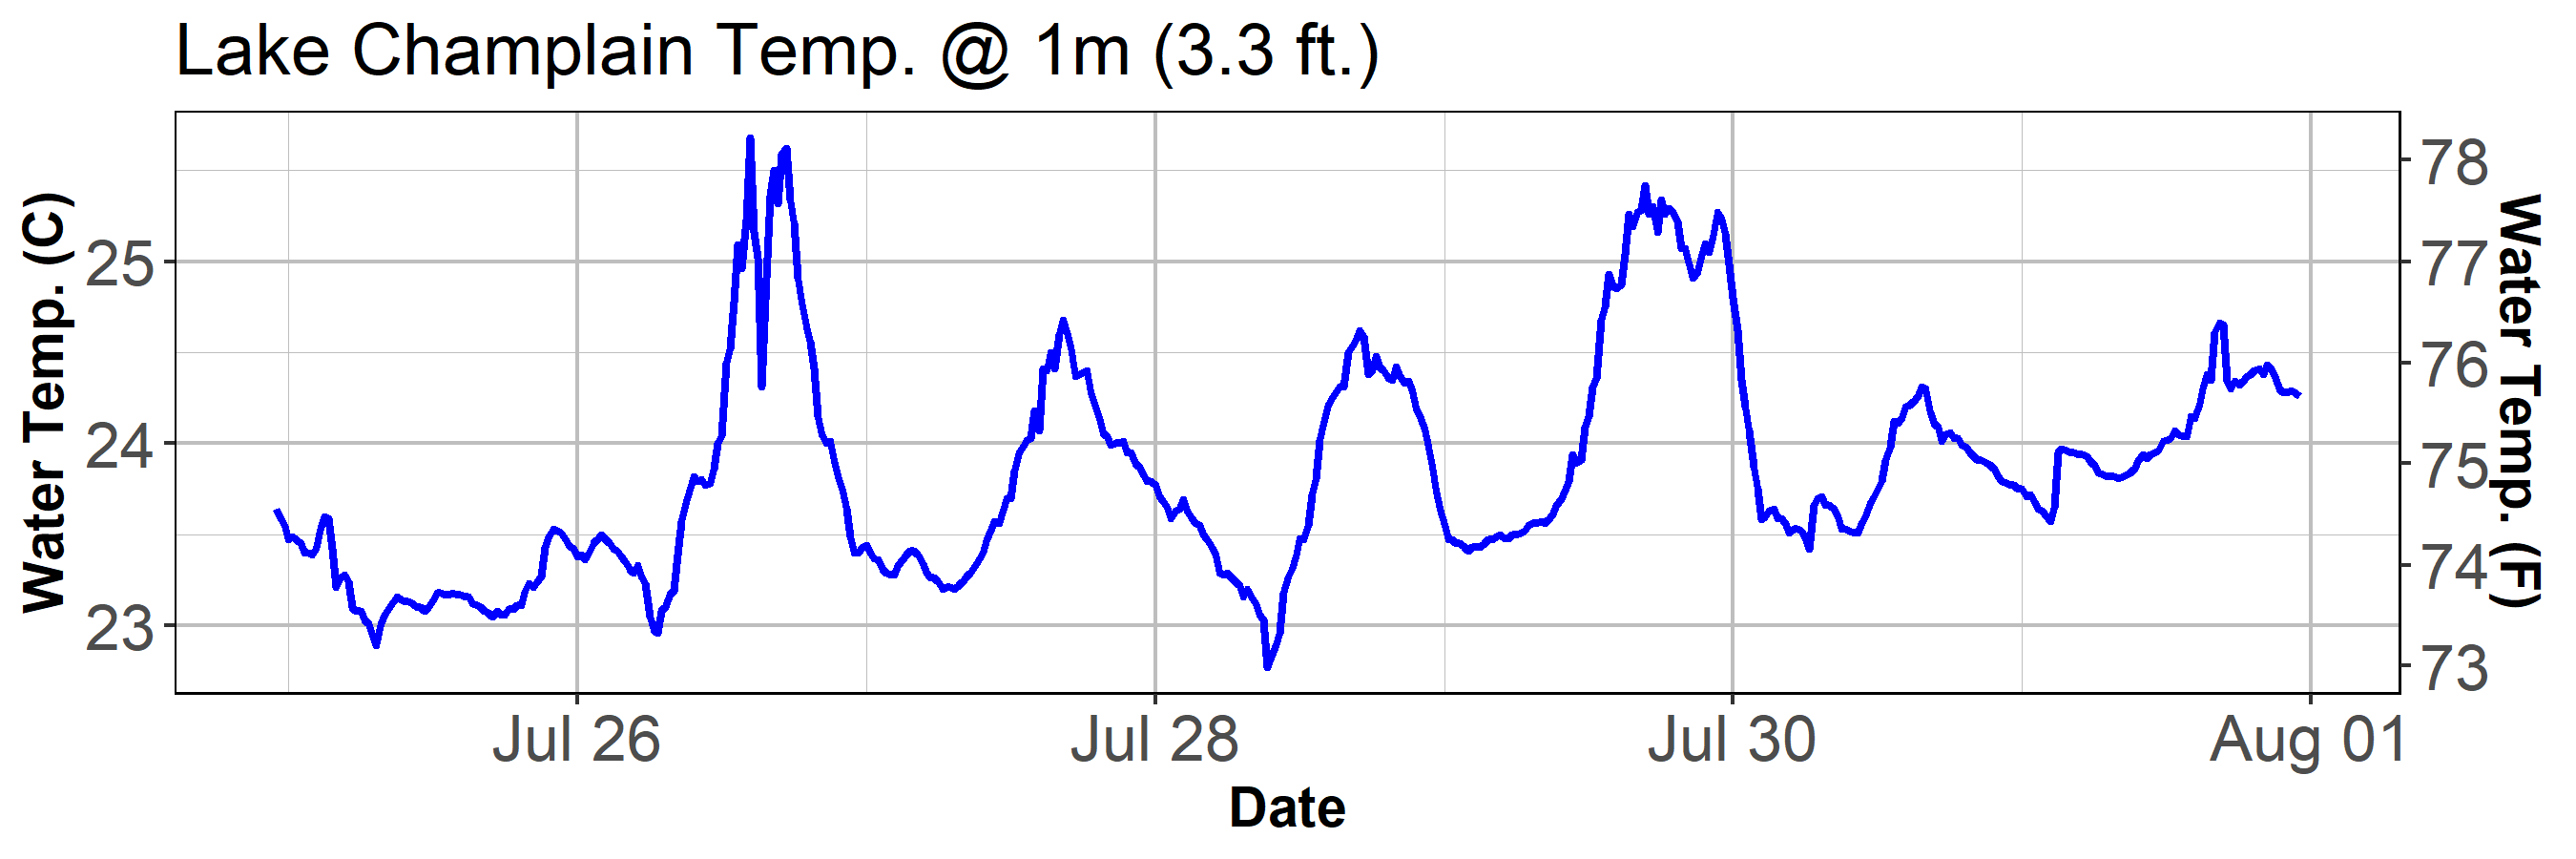 Lake Champlain Temp. @ 1m (3.3 ft.)
Water Temp. (C)
25
24
23
78
77
76
75
74
73
Water Temp. (F)
Jul 26 Jul 28 Jul 30 Aug 01
Date